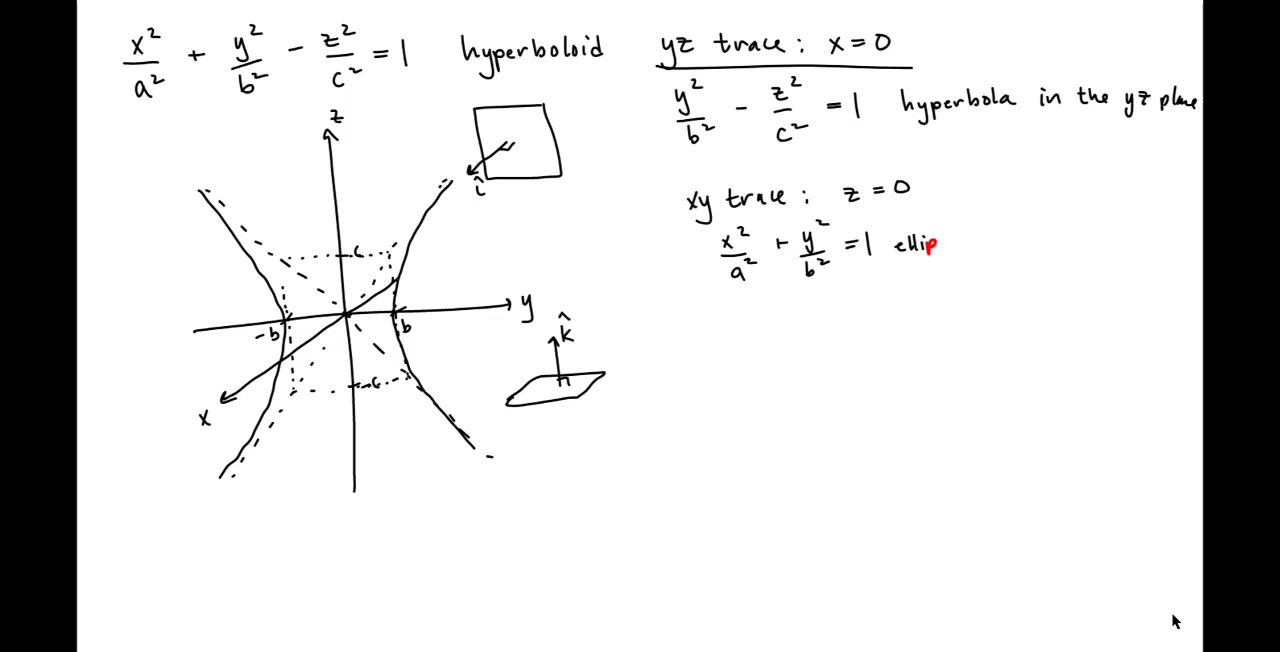 x²/a² + y²/b² - z²/c² = 1 hyperboloid
yz trace: x=0
y²/b² - z²/c² = 1 hyperbola in the yz plane
xy trace: z=0
x²/a² + y²/b² = 1 ellip
z
î
c
y
-b
b
k̂
-c
x